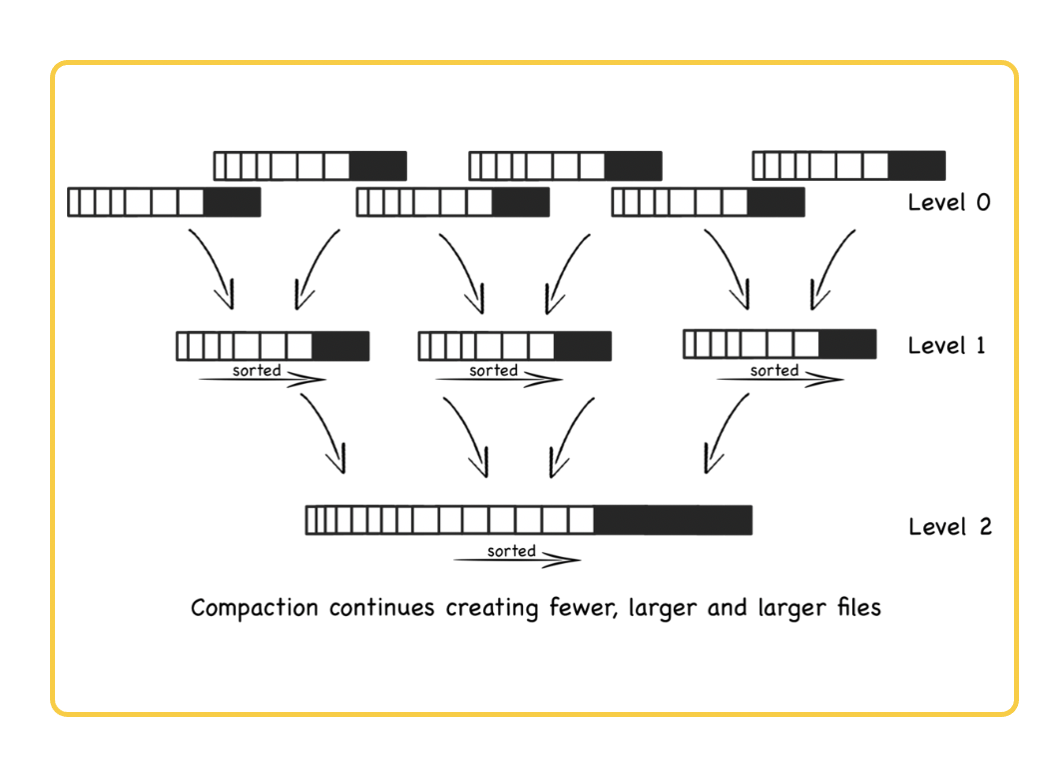 Level 0
Level 1
sorted
sorted
sorted
Level 2
sorted
Compaction continues creating fewer, larger and larger files